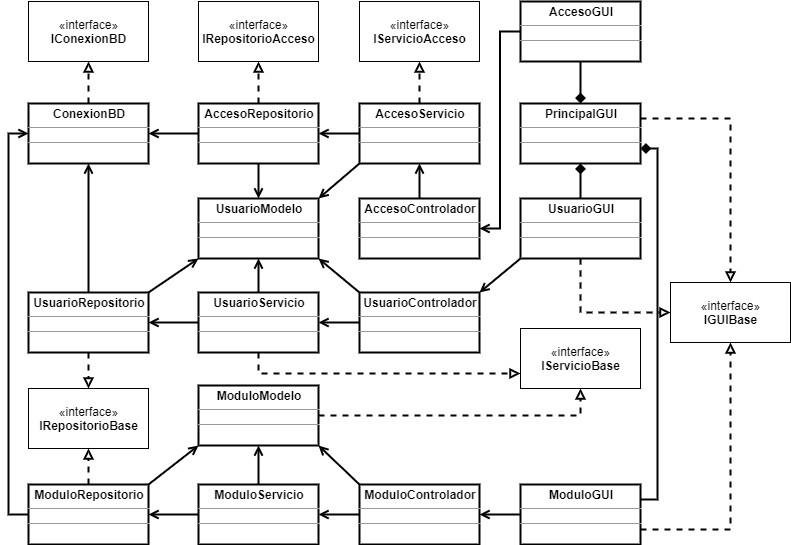 «interface»
IConexionBD
«interface»
IRepositorioAcceso
«interface»
IServicioAcceso
AccesoGUI
ConexionBD
AccesoRepositorio
AccesoServicio
PrincipalGUI
UsuarioModelo
AccesoControlador
UsuarioGUI
UsuarioRepositorio
UsuarioServicio
UsuarioControlador
«interface»
IGUIBase
«interface»
IServicioBase
«interface»
IRepositorioBase
ModuloModelo
ModuloRepositorio
ModuloServicio
ModuloControlador
ModuloGUI